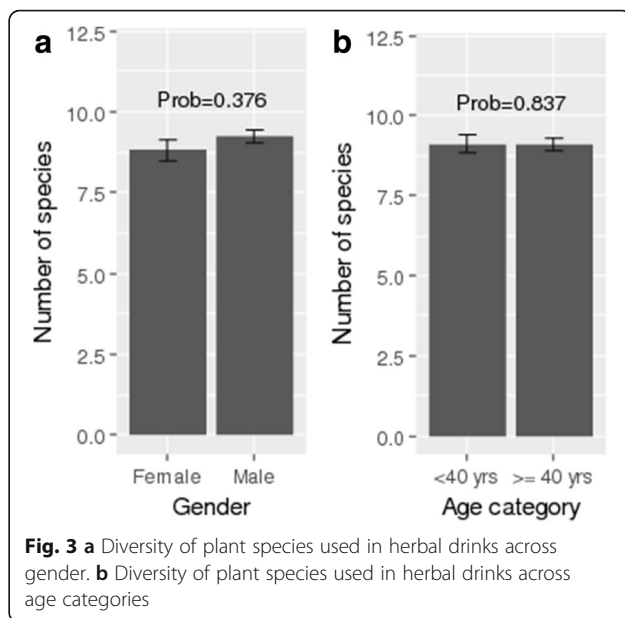 a
12.5
10.0
7.5
5.0
2.5
0.0
Number of species
Prob=0.376
Female Male
Gender
b
12.5
10.0
7.5
5.0
2.5
0.0
Number of species
Prob=0.837
<40 yrs >= 40 yrs
Age category
Fig. 3 a Diversity of plant species used in herbal drinks across
gender. b Diversity of plant species used in herbal drinks across
age categories